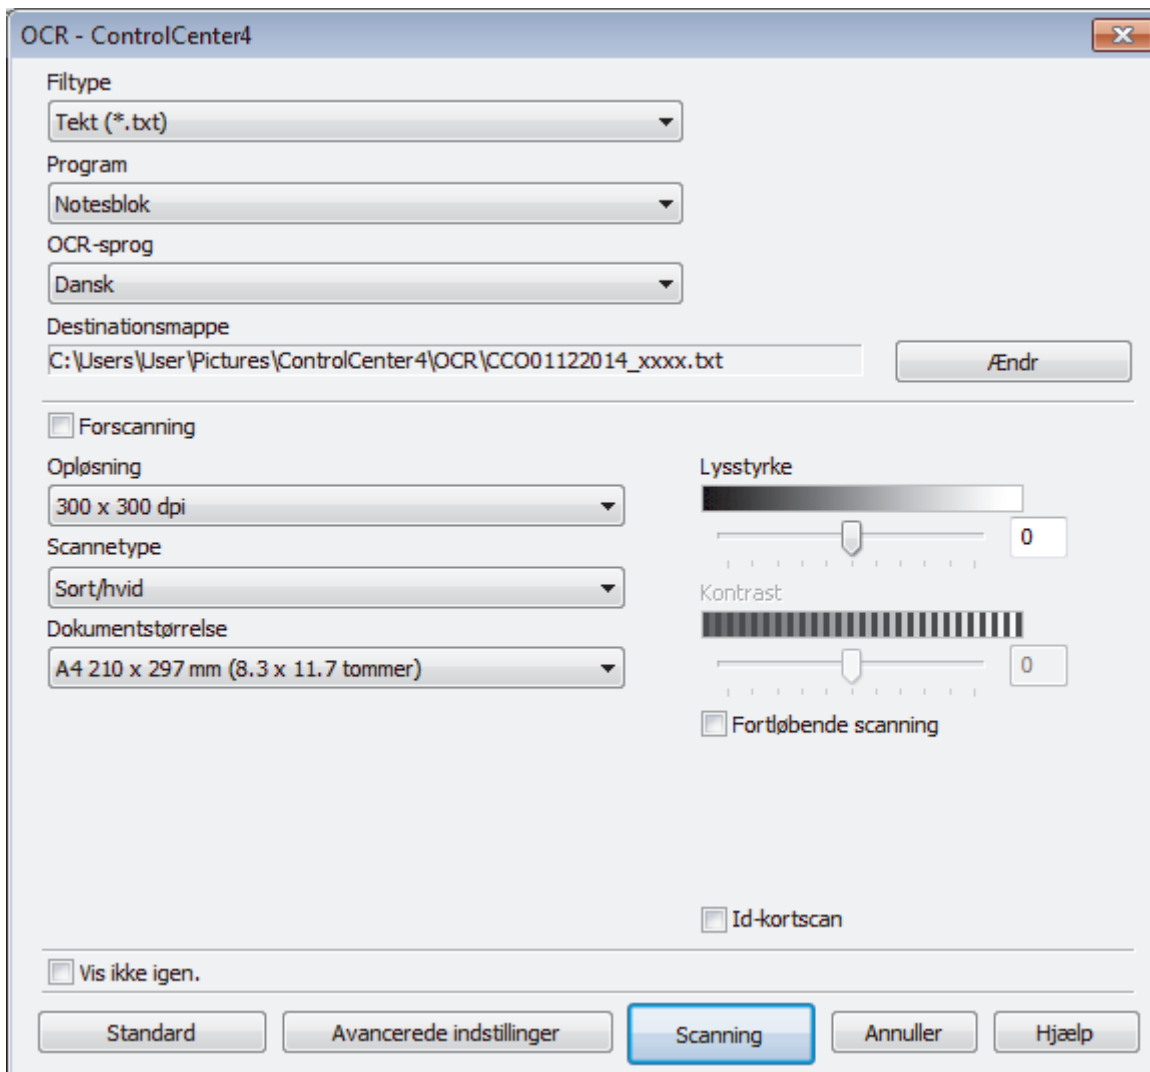 OCR - ControlCenter4
Filtype
Tekt (*.txt)
Program
Notesblok
OCR-sprog
Dansk
Destinationsmappe
C:\Users\User\Pictures\ControlCenter4\OCR\CCO01122014_xxxx.txt
Ændr
Forscanning
Opløsning
300 x 300 dpi
Scannetype
Sort/hvid
Dokumentstørrelse
A4 210 x 297 mm (8.3 x 11.7 tommer)
Lysstyrke
0
Kontrast
0
Fortløbende scanning
Id-kortscan
Vis ikke igen.
Standard
Avancerede indstillinger
Scanning
Annuller
Hjælp